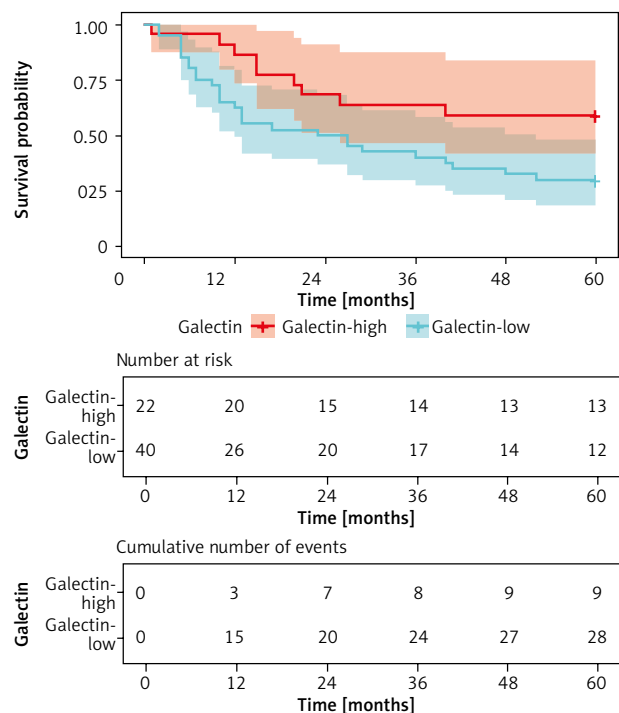 1.00
0.75
0.50
025
0
Survival probability
0 12 24 36 48 60
Time [months]
Galectin Galectin-high Galectin-low
Number at risk
Galectin
Galectin-
high 22 20 15 14 13 13
Galectin-
low 40 26 20 17 14 12
0 12 24 36 48 60
Time [months]
Cumulative number of events
Galectin
Galectin-
high 0 3 7 8 9 9
Galectin-
low 0 15 20 24 27 28
0 12 24 36 48 60
Time [months]